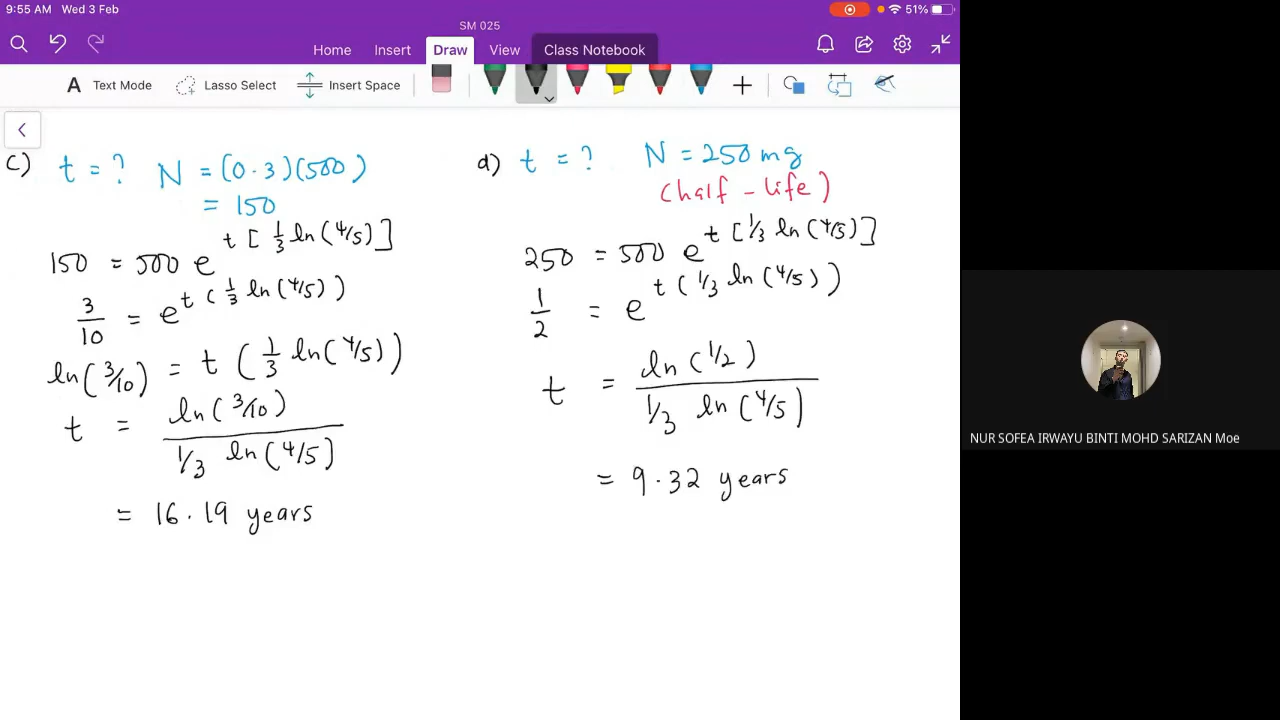 9:55 AM Wed 3 Feb
51%
SM 025
Home Insert Draw View Class Notebook
Text Mode Lasso Select Insert Space
c) t = ? N = (0.3)(500)
= 150
150 = 500 e^{t [1/3 ln(4/5)]}
3/10 = e^{t (1/3 ln(4/5))}
ln(3/10) = t (1/3 ln(4/5))
t = ln(3/10) / 1/3 ln(4/5)
= 16.19 years
d) t = ? N = 250 mg
(half-life)
250 = 500 e^{t [1/3 ln(4/5)]}
1/2 = e^{t (1/3 ln(4/5))}
t = ln(1/2) / 1/3 ln(4/5)
= 9.32 years
NUR SOFEA IRWAYU BINTI MOHD SARIZAN Moe